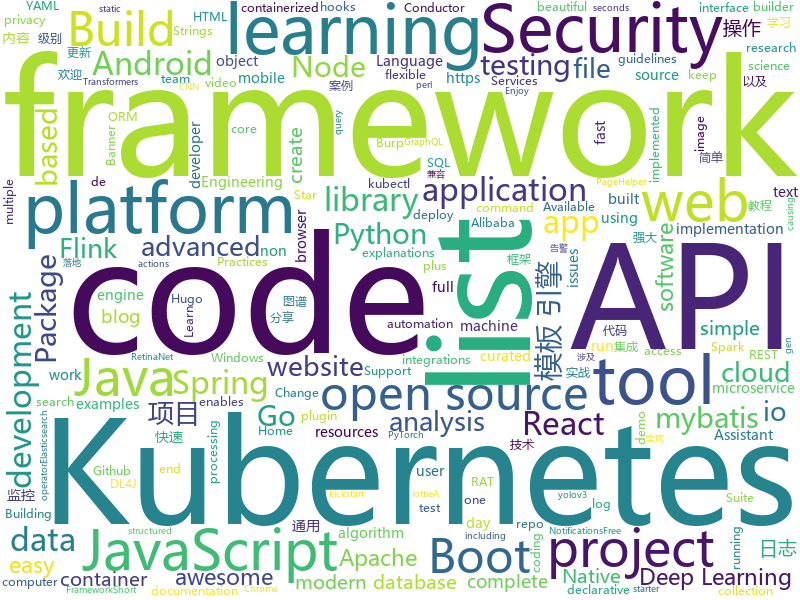 YAML
HTML
containerized
hooks
Conductor
beautiful
interface
builder
privacy
Strings
object
seconds
static
内容
级别
Build
learning
Security
操作
更新
Home
Language
guidelines
research
Banner
ORM
Android
team
mobile
flexible
Services
学习
science
欢迎
Transformers
video
Node
testing
file
source
keep
CNN
https
案例
perl
Enjoy
以及
framework
based
developer
create
core
query
Burp
GraphQL
fast
implemented
image
简单
SQL
兼容
multiple
de
Engineering
Star
kubectl
PageHelper
text
library
application
built
web
教程
causing
platform
browser
deploy
command
Available
using
app
强大
implementation
Flink
advanced
non
Python
Alibaba
告警
issues
software
落地
actions
Practices
explanations
plus
框架
Package
engine
Hugo
图谱
full
code
list
API
模板
引擎
代码
gen
blog
Learn
分享
automation
machine
simple
development
Java
Spring
RetinaNet
Windows
website
integrations
curated
run
集成
Spark
涉及
access
REST
work
Support
实战
cloud
search
examples
enables
Change
open source
tool
microservice
项目
Go
plugin
analysis
React
io
mybatis
operatorElasticsearch
快速
Home
resources
PyTorch
技术
demo
Assistant
processing
Kubernetes
Github
end
DL4J
user
RAT
yolov3
log
Suite
监控
Building
kickstart
lottieA
one
实现
通用
test
day
repo
coding
running
data
JavaScript
algorithm
Apache
Boot
project
日志
including
structured
easy
container
awesome
modern
database
complete
Native
Deep Learning
declarative
starter
computer
FrameworkShort
documentation
Chrome
NotificationsFree
collection